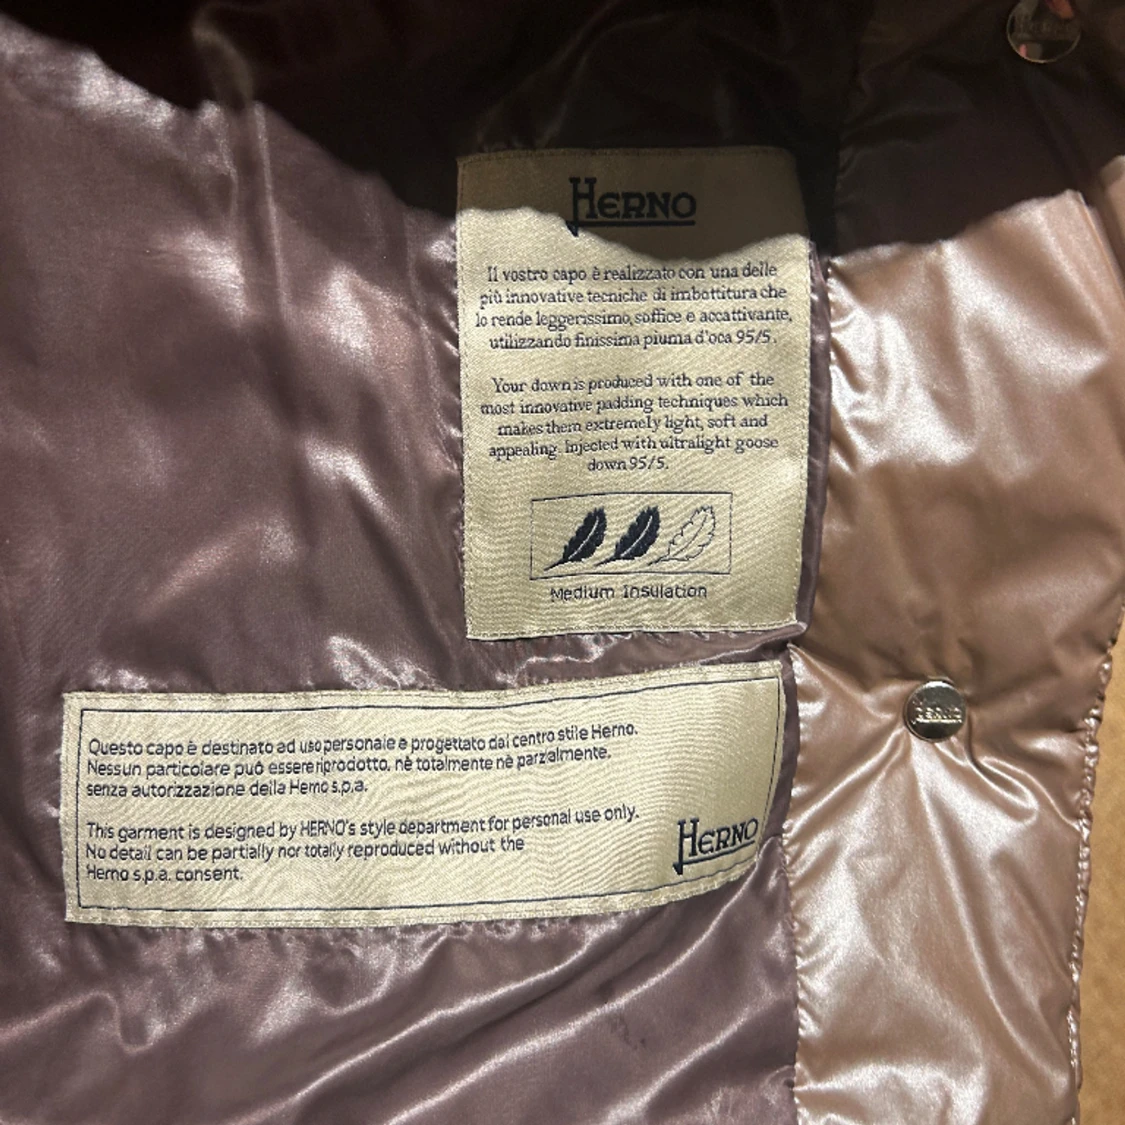 HERNO
HERNO
Il vostro capo è realizzato con una delle
più innovative tecniche di imbottitura che
lo rende leggerissimo, soffice e accattivante,
utilizzando finissima piuma d'oca 95/5.
Your down is produced with one of the
most innovative padding techniques which
makes them extremely light, soft and
appealing. Injected with ultralight goose
down 95/5.
Medium Insulation
HERNO
Questo capo è destinato ad uso personale e progettato dal centro stile Herno.
Nessun particolare può essere riprodotto, nè totalmente nè parzialmente,
senza autorizzazione della Herno s.p.a.
This garment is designed by HERNO's style department for personal use only.
No detail can be partially nor totally reproduced without the
Herno s.p.a. consent.
HERNO